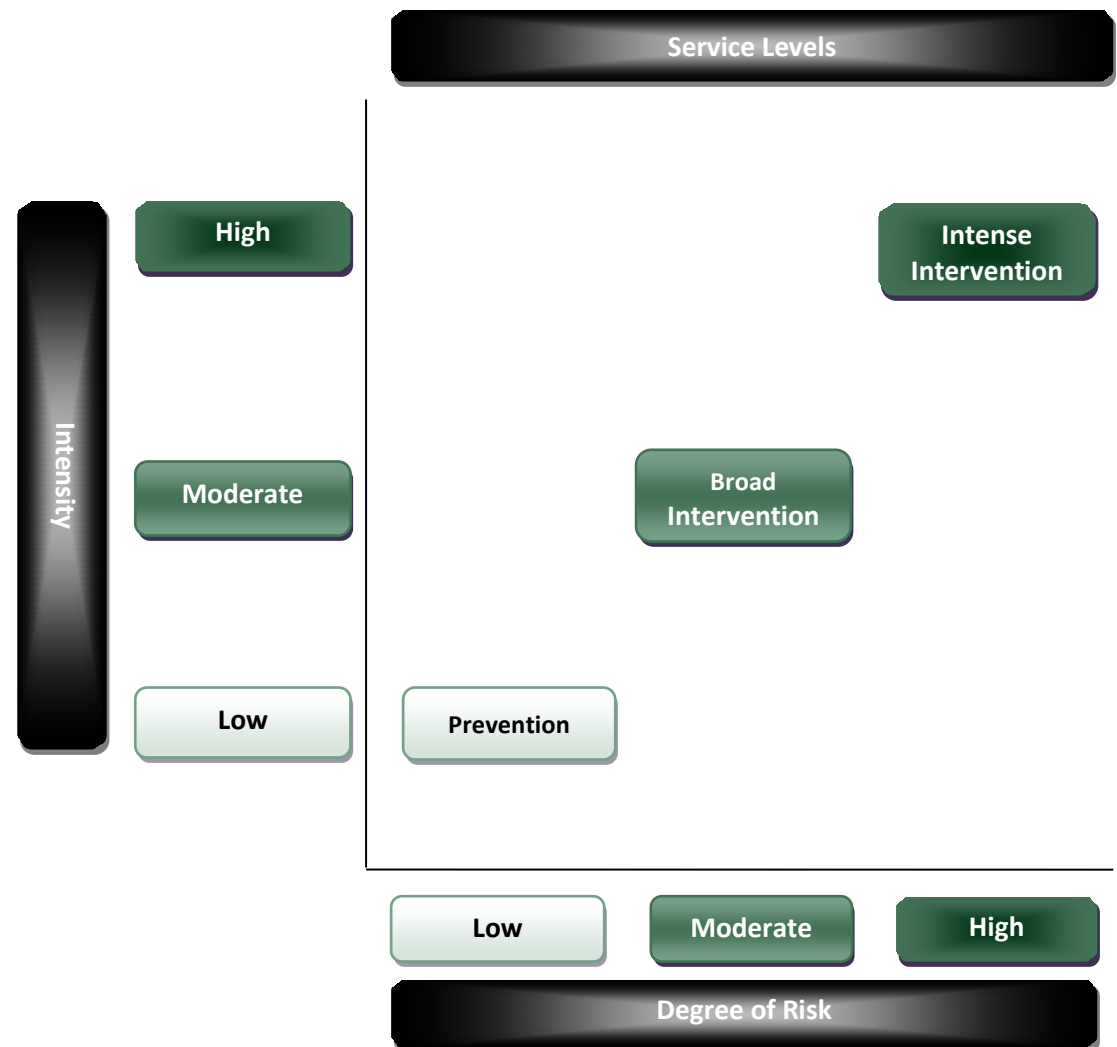 Service Levels
High
Intense
Intervention
Intensity
Moderate
Broad
Intervention
Low
Prevention
Low
Moderate
High
Degree of Risk